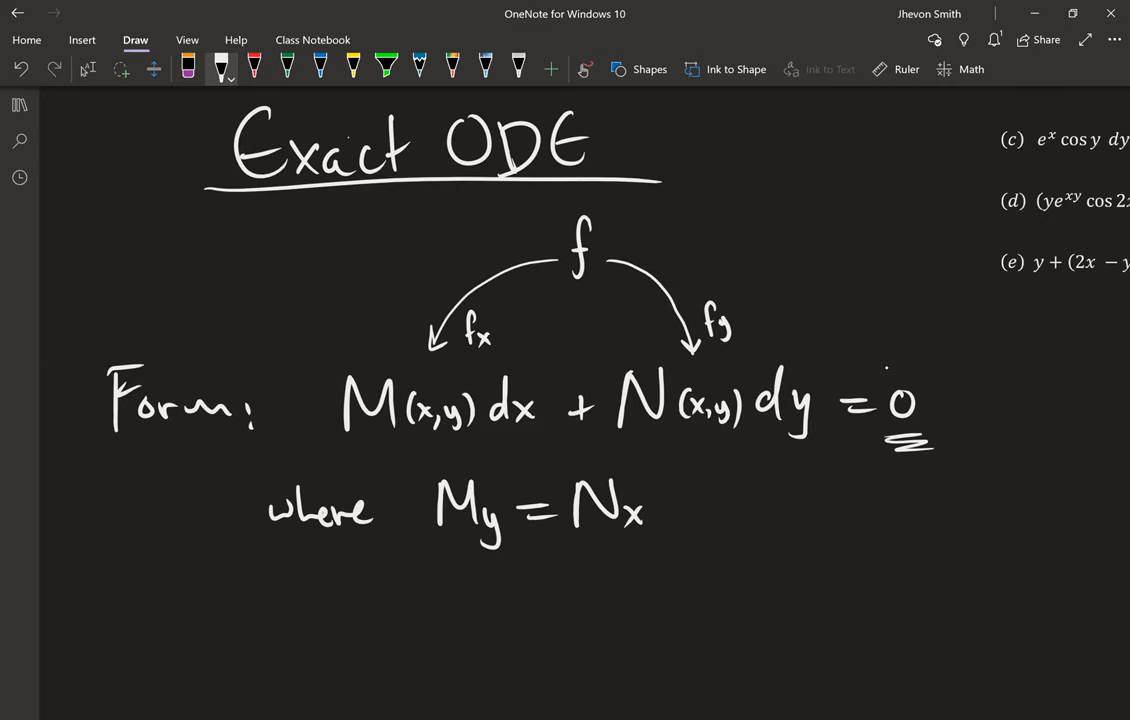 OneNote for Windows 10
Jhevon Smith
Home Insert Draw View Help Class Notebook
Share
Shapes Ink to Shape Ink to Text Ruler Math
Exact ODE
f
fx fy
Form: M(x,y) dx + N(x,y) dy = 0
where My = Nx
(c) e^x cos y dy
(d) (ye^xy cos 2
(e) y + (2x −